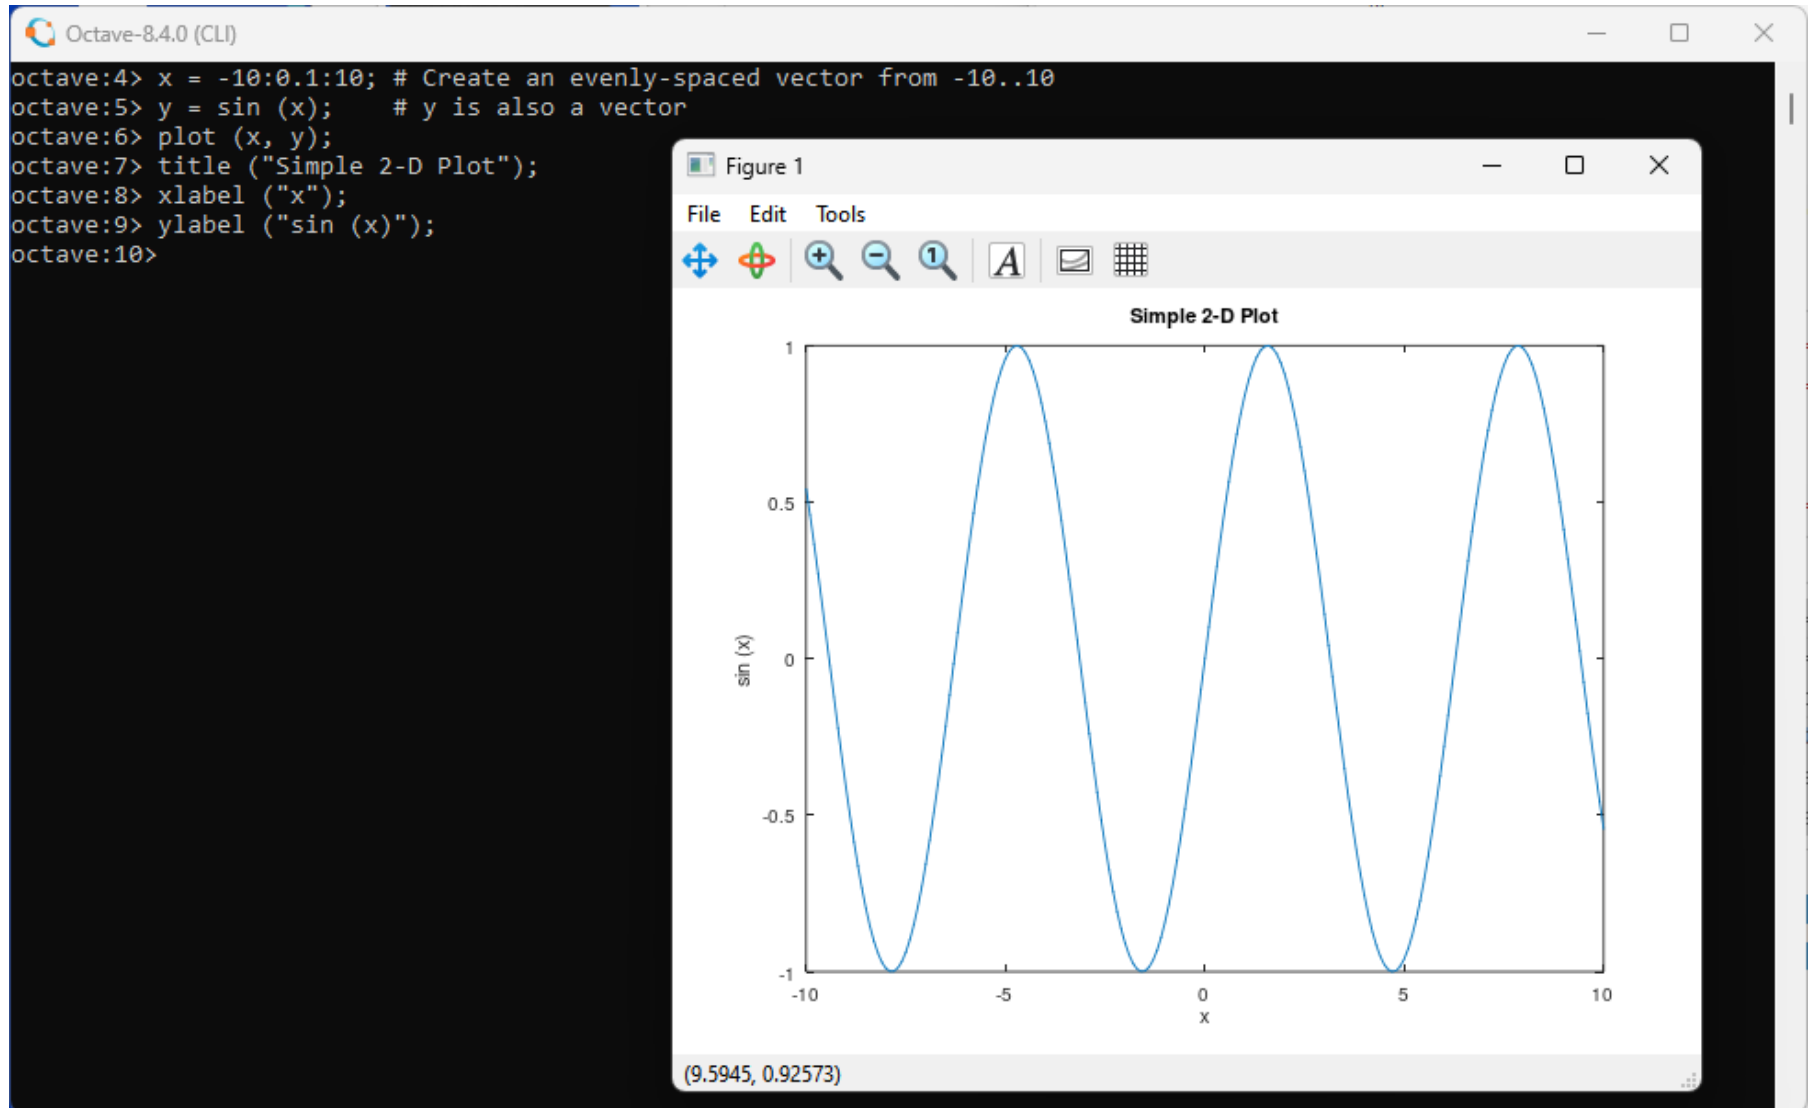 Octave-8.4.0 (CLI)
octave:4> x = -10:0.1:10; # Create an evenly-spaced vector from -10..10
octave:5> y = sin (x);    # y is also a vector
octave:6> plot (x, y);
octave:7> title ("Simple 2-D Plot");
octave:8> xlabel ("x");
octave:9> ylabel ("sin (x)");
octave:10>
Figure 1
File Edit Tools
1 A
Simple 2-D Plot
1
0.5
0
-0.5
-1
sin (x)
-10 -5 0 5 10
x
(9.5945, 0.92573)